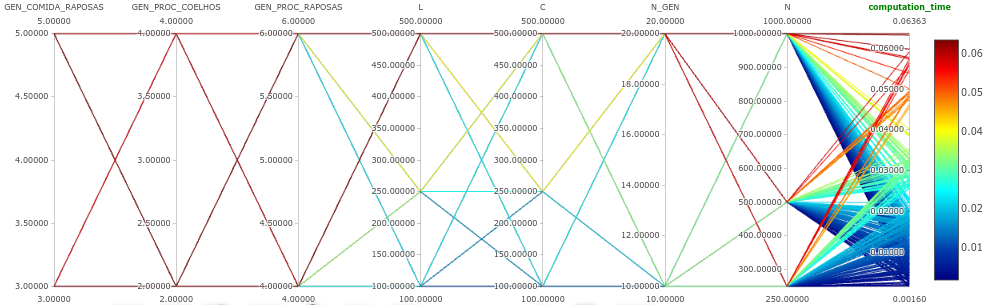 GEN_COMIDA_RAPOSAS GEN_PROC_COELHOS GEN_PROC_RAPOSAS L C N_GEN N computation_time
5.00000 4.00000 6.00000 500.00000 500.00000 20.00000 1000.00000 0.06363
5.00000 4.00000 6.00000 500.00000 500.00000 20.00000 1000.00000
0.06000 0.06
450.00000 450.00000
18.00000 900.00000
4.50000 3.50000 400.00000 400.00000 0.05000 0.05
800.00000
350.00000 350.00000 16.00000 700.00000 0.04000 0.04
4.00000 3.00000 5.00000 300.00000 300.00000
600.00000 0.03000 0.03
250.00000 250.00000 14.00000
500.00000 0.02000 0.02
3.50000 2.50000 200.00000 200.00000
12.00000 400.00000
150.00000 150.00000 0.01000 0.01
300.00000
3.00000 2.00000 4.00000 100.00000 100.00000 10.00000
3.00000 2.00000 4.00000 100.00000 100.00000 10.00000 250.00000 0.00160